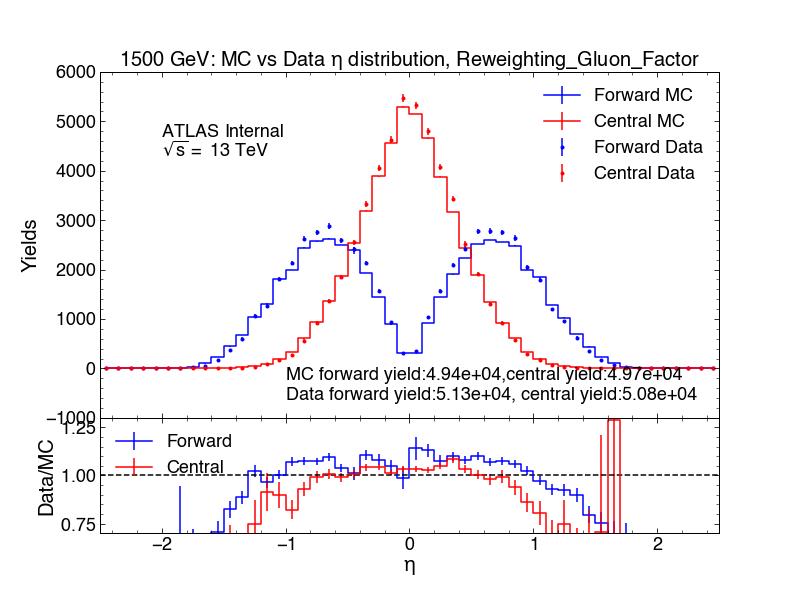 1500 GeV: MC vs Data η distribution, Reweighting_Gluon_Factor
6000
5000
4000
3000
2000
1000
0
−1000
Yields
ATLAS Internal
√s = 13 TeV
Forward MC
Central MC
Forward Data
Central Data
MC forward yield:4.94e+04,central yield:4.97e+04
Data forward yield:5.13e+04, central yield:5.08e+04
1.25
1.00
0.75
Data/MC
Forward
Central
−2 −1 0 1 2
η